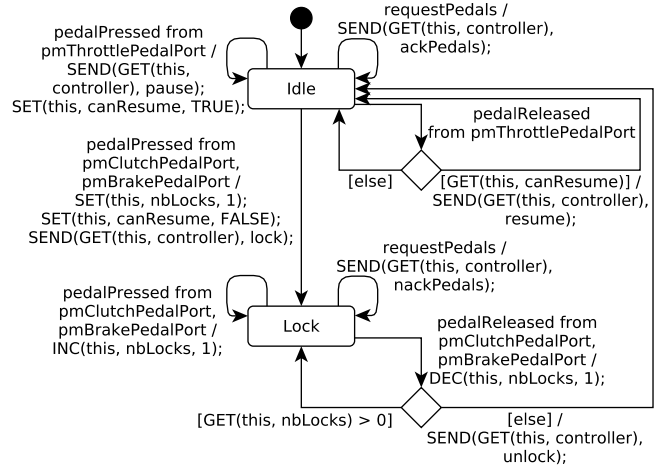 pedalPressed from
pmThrottlePedalPort /
SEND(GET(this,
controller), pause);
SET(this, canResume, TRUE);
requestPedals /
SEND(GET(this, controller),
ackPedals);
Idle
pedalReleased
from pmThrottlePedalPort
[else]
[GET(this, canResume)] /
SEND(GET(this, controller),
resume);
pedalPressed from
pmClutchPedalPort,
pmBrakePedalPort /
SET(this, nbLocks, 1);
SET(this, canResume, FALSE);
SEND(GET(this, controller), lock);
requestPedals /
SEND(GET(this, controller),
nackPedals);
pedalPressed from
pmClutchPedalPort,
pmBrakePedalPort /
INC(this, nbLocks, 1);
Lock
pedalReleased from
pmClutchPedalPort,
pmBrakePedalPort /
DEC(this, nbLocks, 1);
[GET(this, nbLocks) > 0]
[else] /
SEND(GET(this, controller),
unlock);